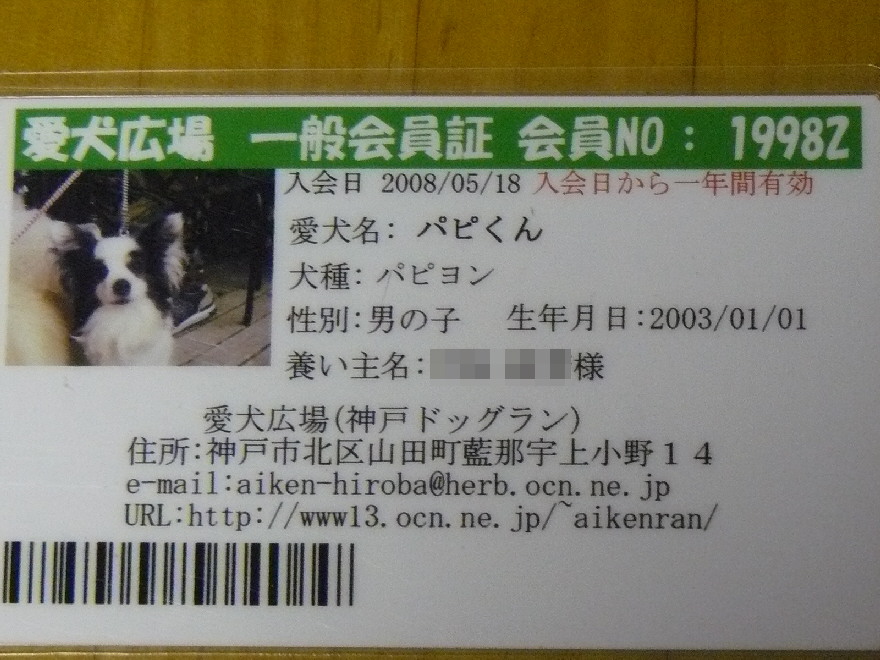 愛犬広場 一般会員証 会員NO: 19982
入会日 2008/05/18 入会日から一年間有効
愛犬名: パピくん
犬種: パピヨン
性別:男の子 生年月日:2003/01/01
養い主名: 様
愛犬広場(神戸ドッグラン)
住所:神戸市北区山田町藍那宇上小野１４
e-mail:aiken-hiroba@herb.ocn.ne.jp
URL:http://www13.ocn.ne.jp/~aikenran/